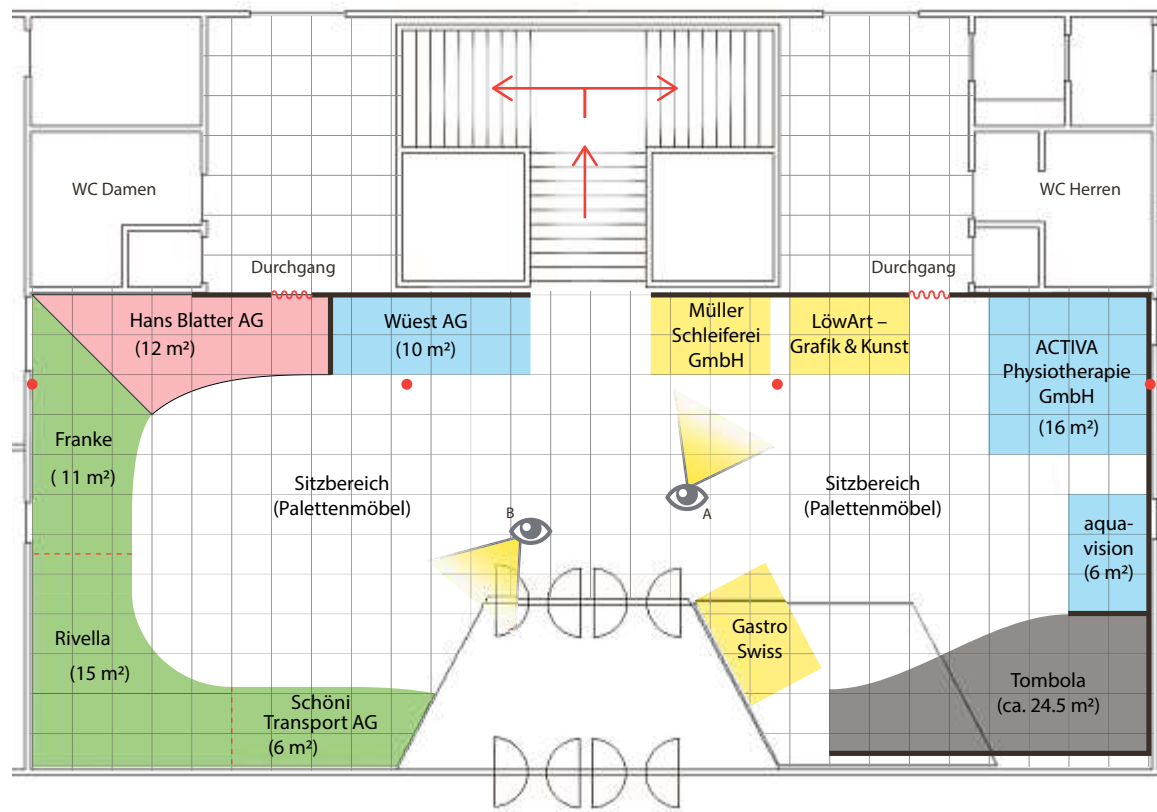 WC Damen
WC Herren
Durchgang
Durchgang
Hans Blatter AG
(12 m²)
Wüest AG
(10 m²)
Müller
Schleiferei
GmbH
LöwArt –
Grafik & Kunst
ACTIVA
Physiotherapie
GmbH
(16 m²)
Franke
( 11 m²)
Sitzbereich
(Palettenmöbel)
B
A
Sitzbereich
(Palettenmöbel)
aqua-
vision
(6 m²)
Rivella
(15 m²)
Gastro
Swiss
Schöni
Transport AG
(6 m²)
Tombola
(ca. 24.5 m²)